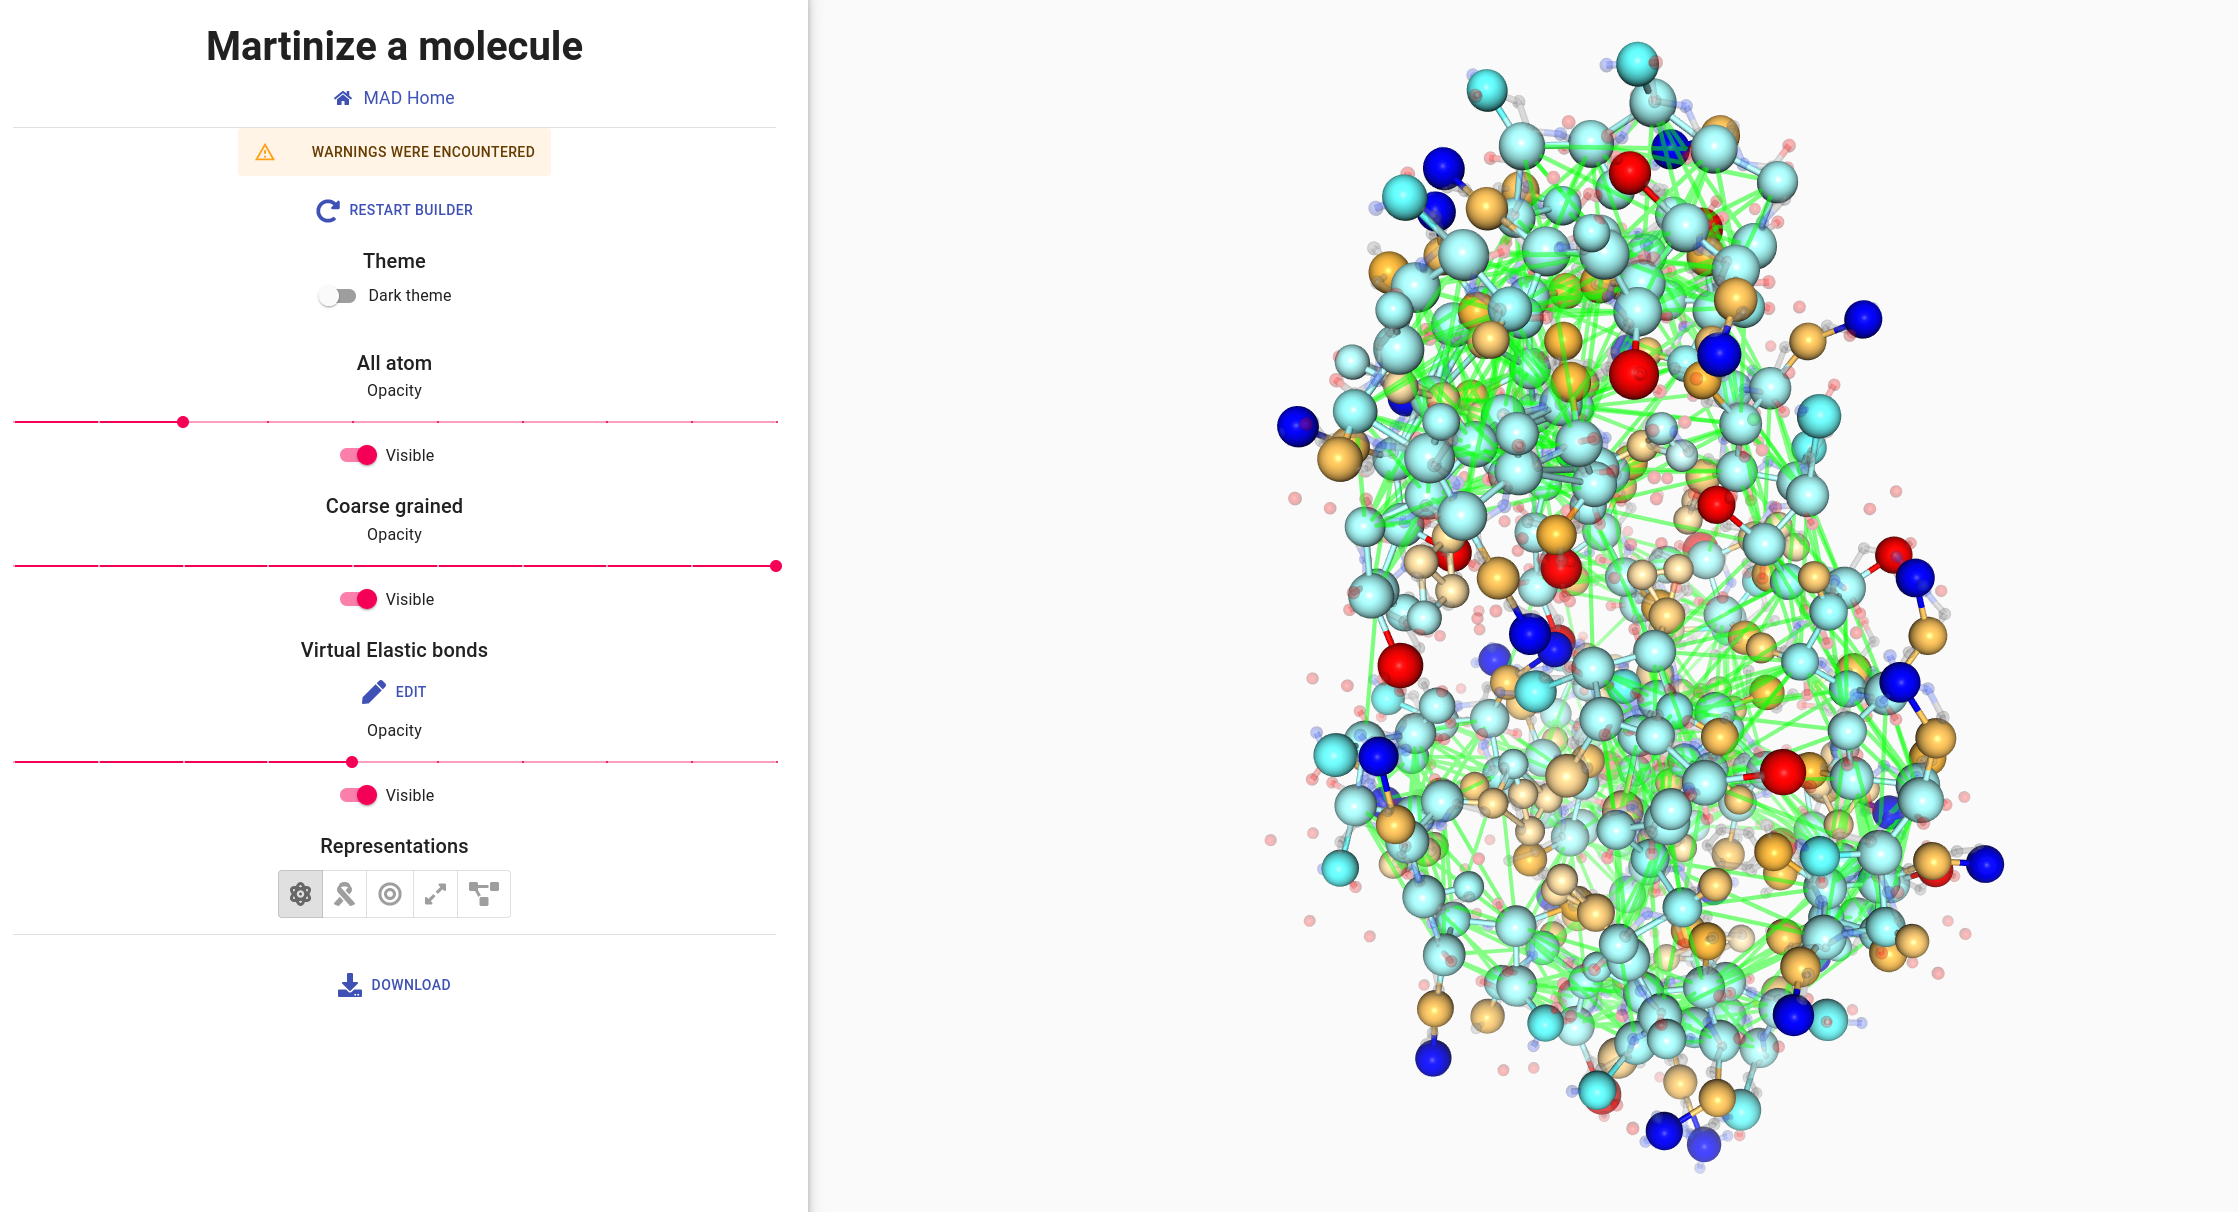 Martinize a molecule
MAD Home
WARNINGS WERE ENCOUNTERED
RESTART BUILDER
Theme
Dark theme
All atom
Opacity
Visible
Coarse grained
Opacity
Visible
Virtual Elastic bonds
EDIT
Opacity
Visible
Representations
DOWNLOAD